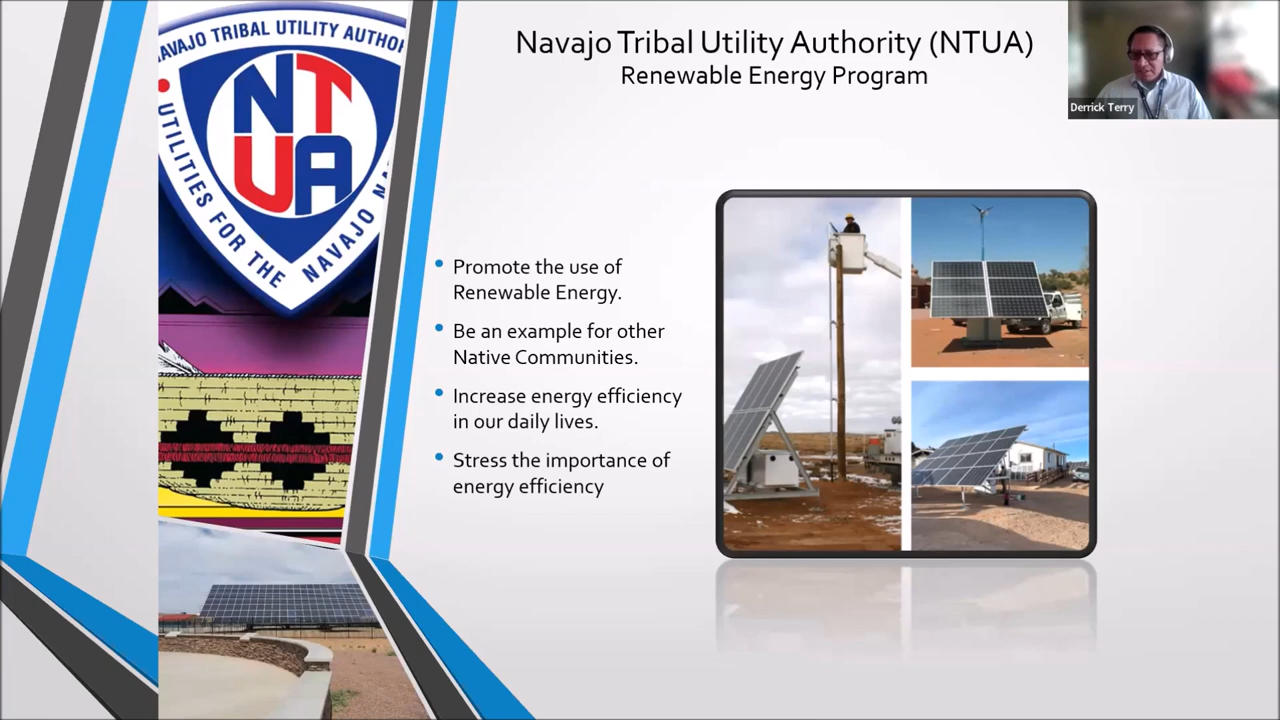 Navajo Tribal Utility Authority (NTUA)
Renewable Energy Program
Derrick Terry
NAVAJO TRIBAL UTILITY AUTHOR
NT
UA
UTILITIES FOR THE NAVAJO NA
• Promote the use of
Renewable Energy.
• Be an example for other
Native Communities.
• Increase energy efficiency
in our daily lives.
• Stress the importance of
energy efficiency